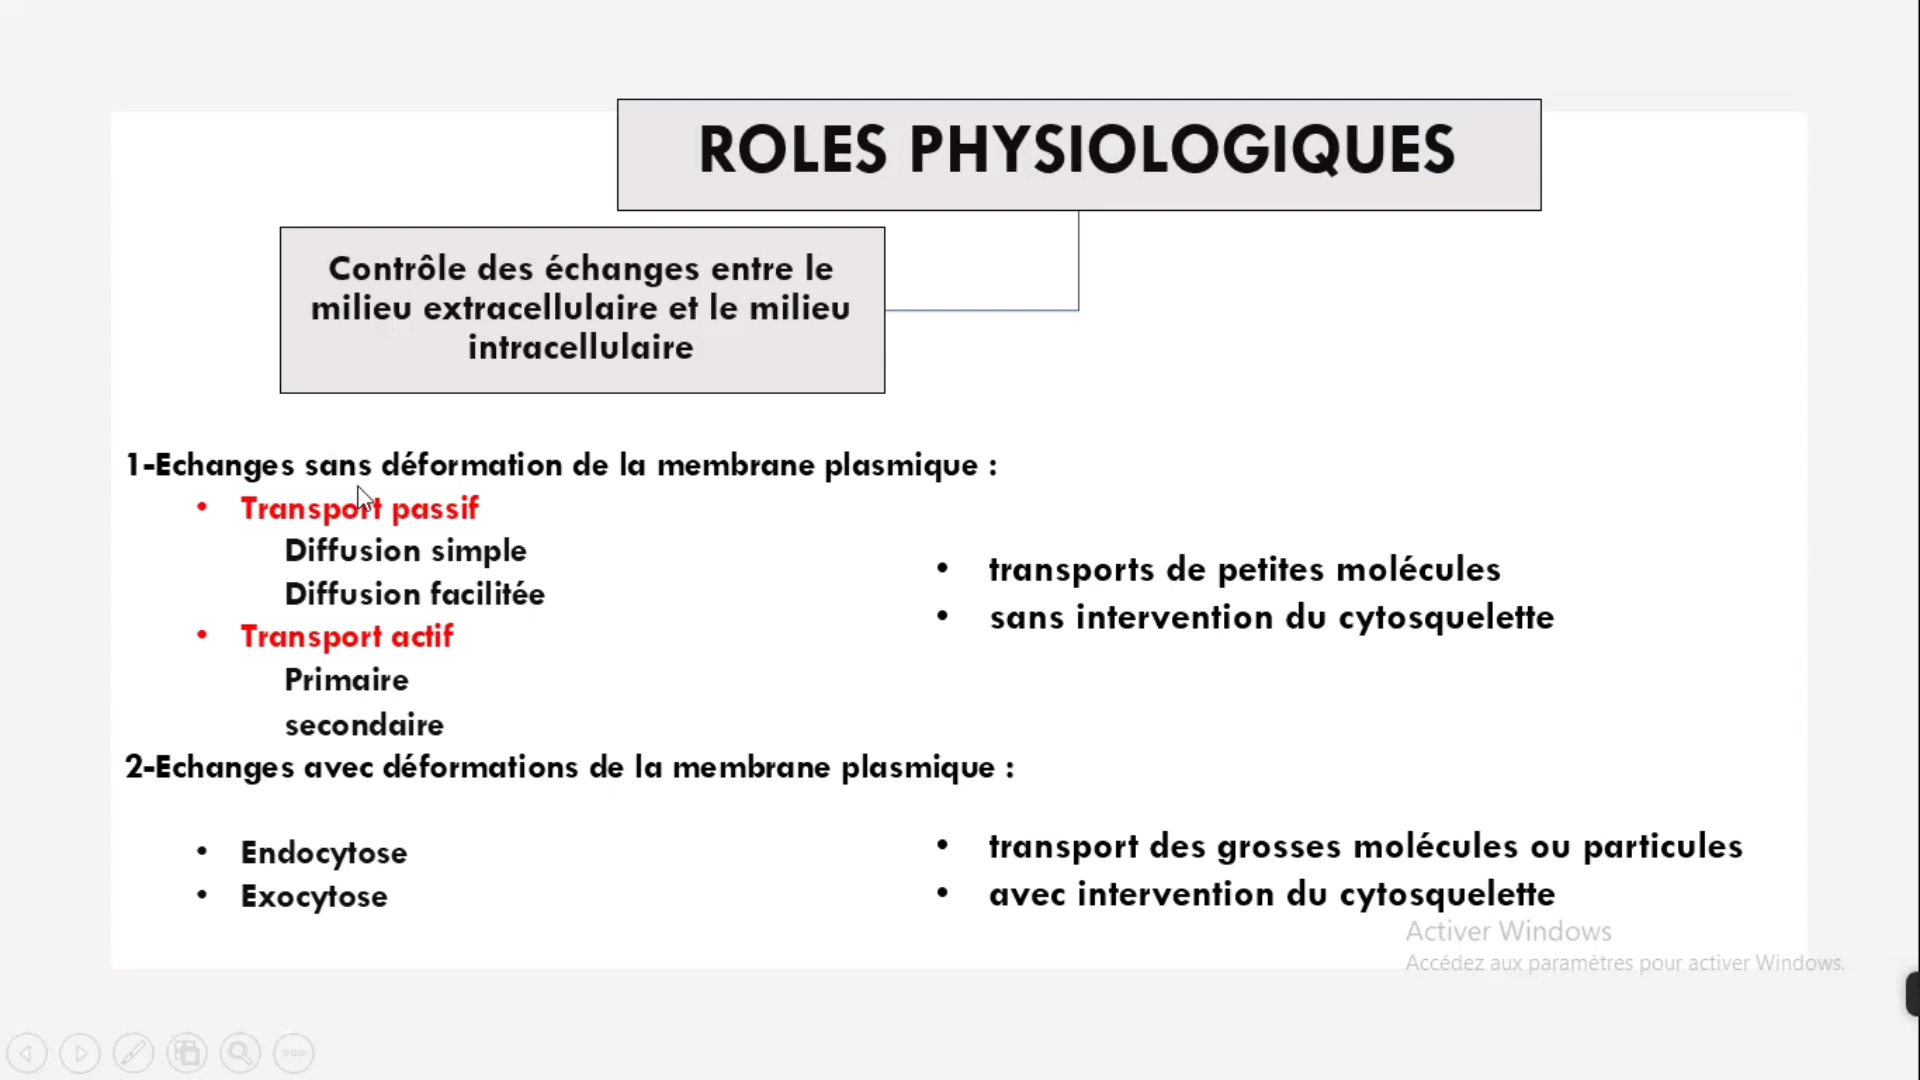 ROLES PHYSIOLOGIQUES
Contrôle des échanges entre le
milieu extracellulaire et le milieu
intracellulaire
1-Echanges sans déformation de la membrane plasmique :
• Transport passif
Diffusion simple
Diffusion facilitée
• Transport actif
Primaire
secondaire
• transports de petites molécules
• sans intervention du cytosquelette
2-Echanges avec déformations de la membrane plasmique :
• Endocytose
• Exocytose
• transport des grosses molécules ou particules
• avec intervention du cytosquelette
Activer Windows
Accédez aux paramètres pour activer Windows.